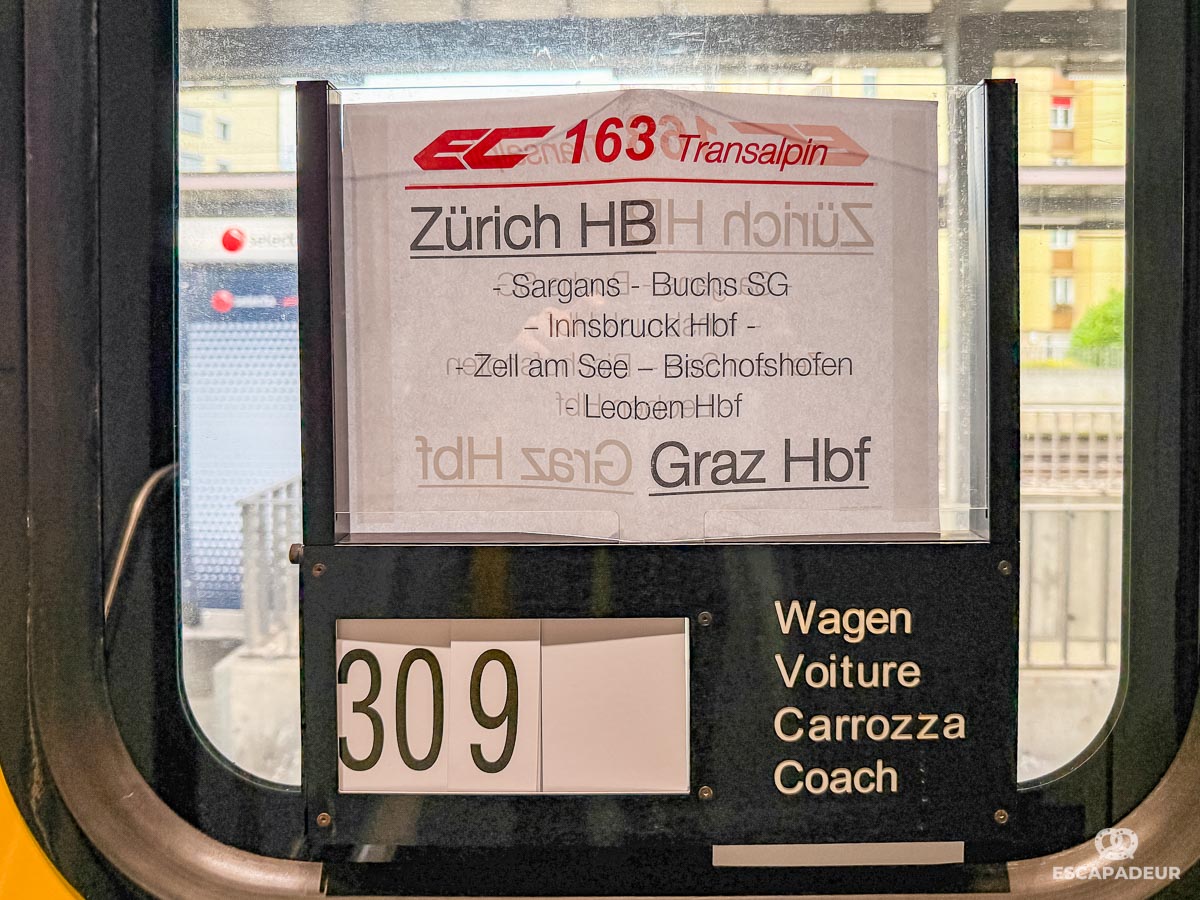 EC 163 Transalpin
Zürich HB
- Sargans - Buchs SG
– Innsbruck Hbf -
- Zell am See – Bischofshofen
- Leoben Hbf
Graz Hbf
select
309
Wagen
Voiture
Carrozza
Coach
ESCAPADEUR